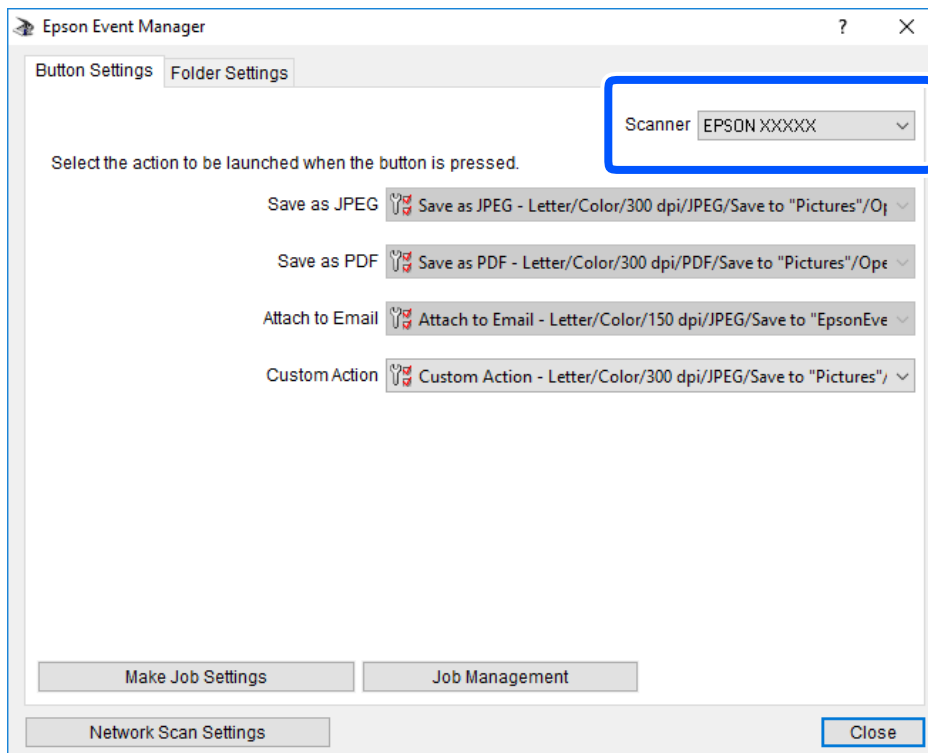 Epson Event Manager
Button Settings Folder Settings
Scanner EPSON XXXXX
Select the action to be launched when the button is pressed.
Save as JPEG Save as JPEG - Letter/Color/300 dpi/JPEG/Save to "Pictures"/Op
Save as PDF Save as PDF - Letter/Color/300 dpi/PDF/Save to "Pictures"/Ope
Attach to Email Attach to Email - Letter/Color/150 dpi/JPEG/Save to "EpsonEve
Custom Action Custom Action - Letter/Color/300 dpi/JPEG/Save to "Pictures"/
Make Job Settings Job Management
Network Scan Settings Close